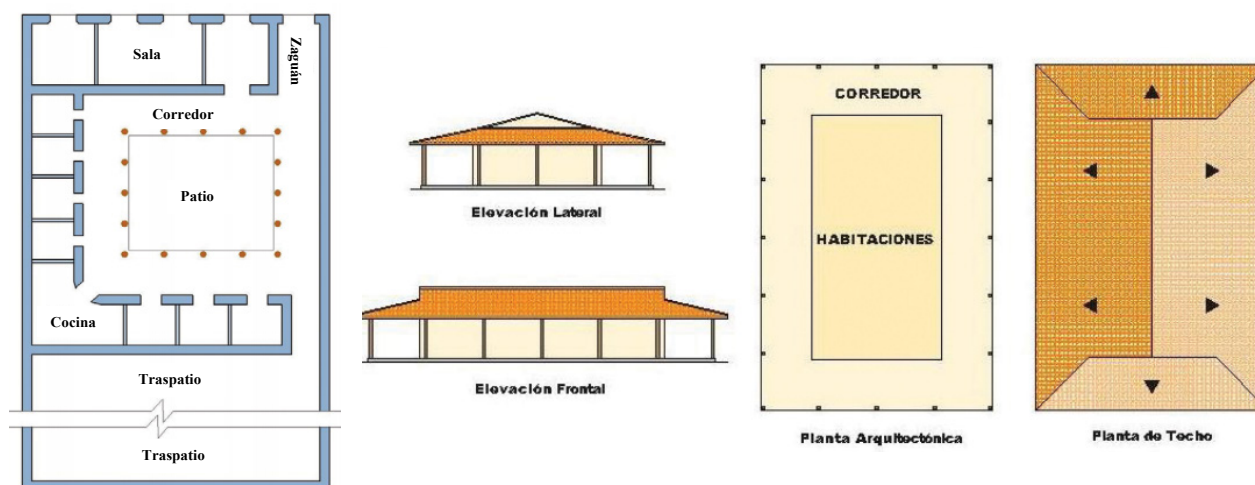 Sala
Zaguán
Corredor
Patio
Cocina
Traspatio
Traspatio
Elevación Lateral
Elevación Frontal
CORREDOR
HABITACIONES
Planta Arquitectónica
Planta de Techo